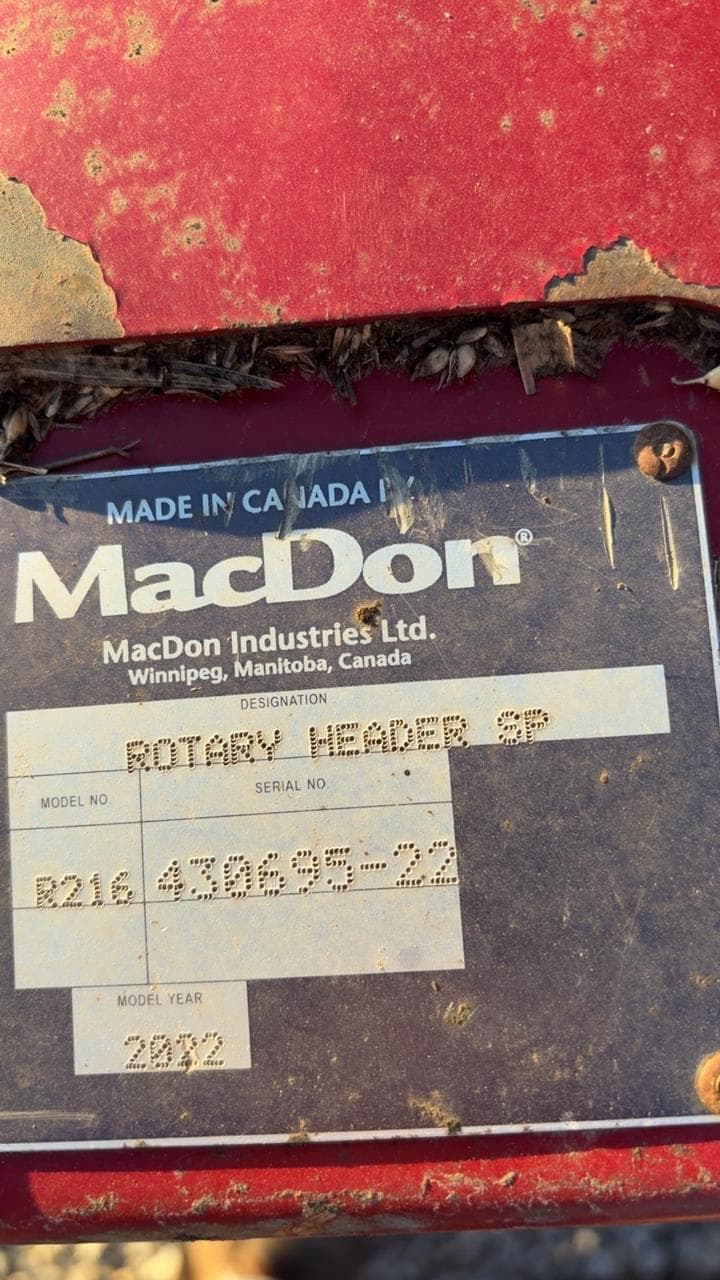 MADE IN CANADA BY
MacDon®
MacDon Industries Ltd.
Winnipeg, Manitoba, Canada
DESIGNATION
ROTARY HEADER SP
MODEL NO.
SERIAL NO.
R216
430695-22
MODEL YEAR
2022